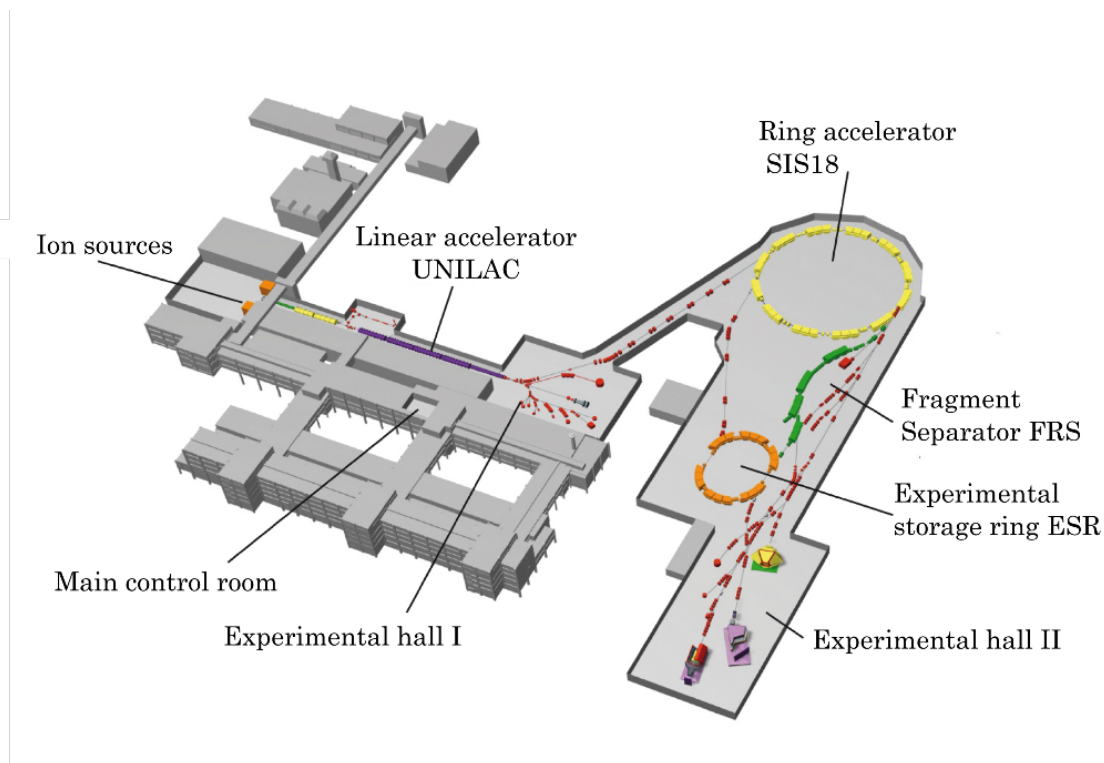 Ring accelerator
SIS18
Ion sources
Linear accelerator
UNILAC
Fragment
Separator FRS
Experimental
storage ring ESR
Main control room
Experimental hall I
Experimental hall II